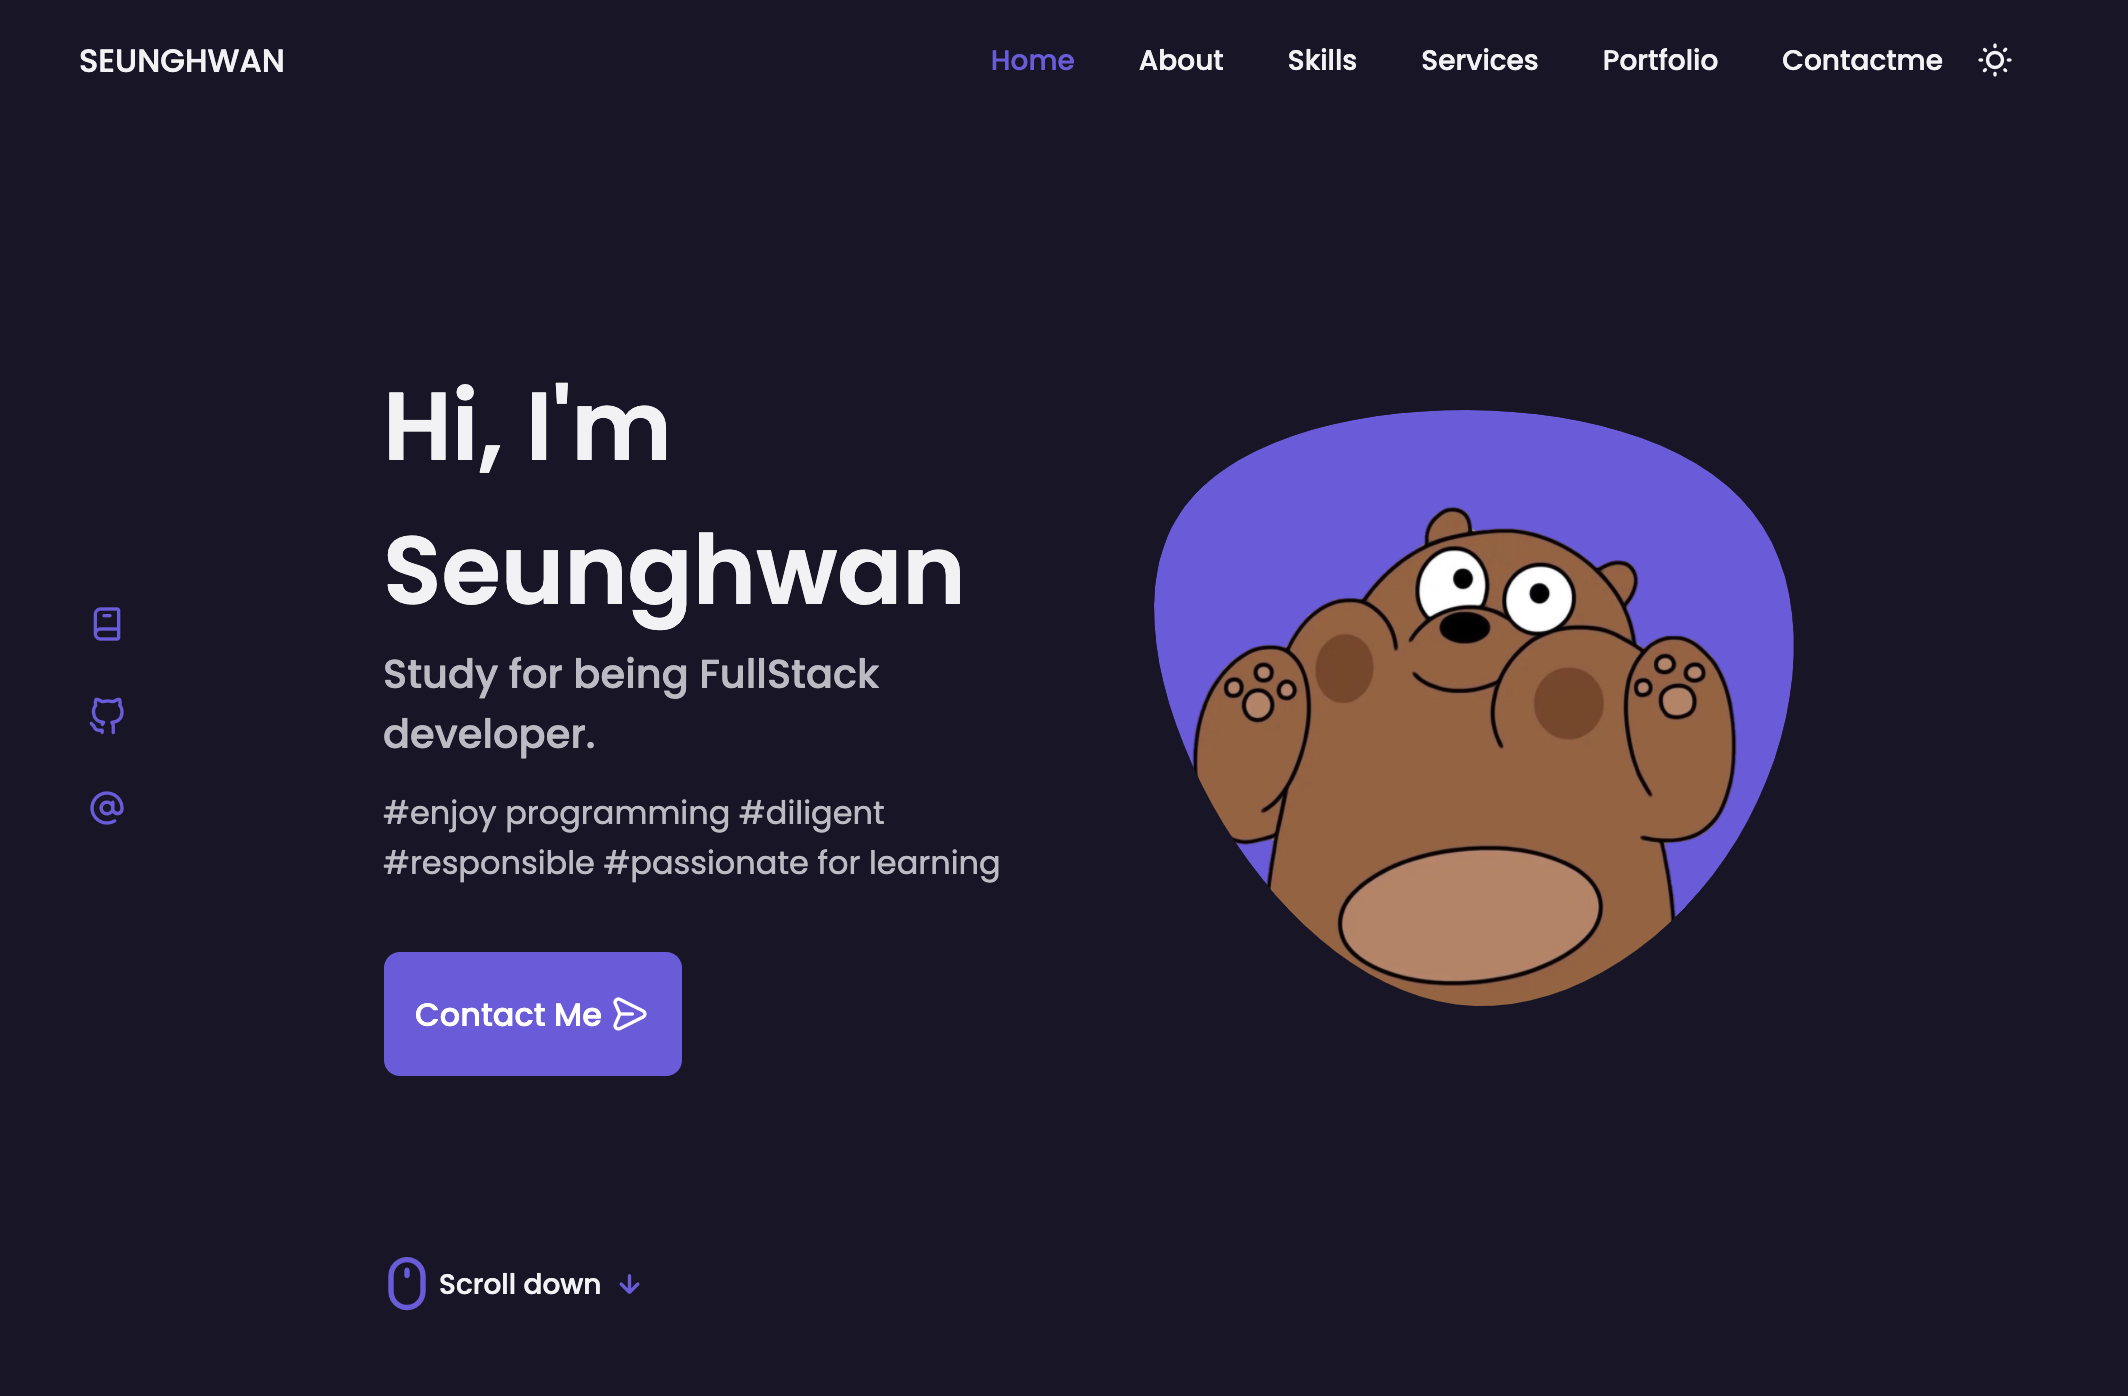 SEUNGHWAN
Home About Skills Services Portfolio Contactme
Hi, I'm
Seunghwan
Study for being FullStack
developer.
#enjoy programming #diligent
#responsible #passionate for learning
Contact Me
Scroll down